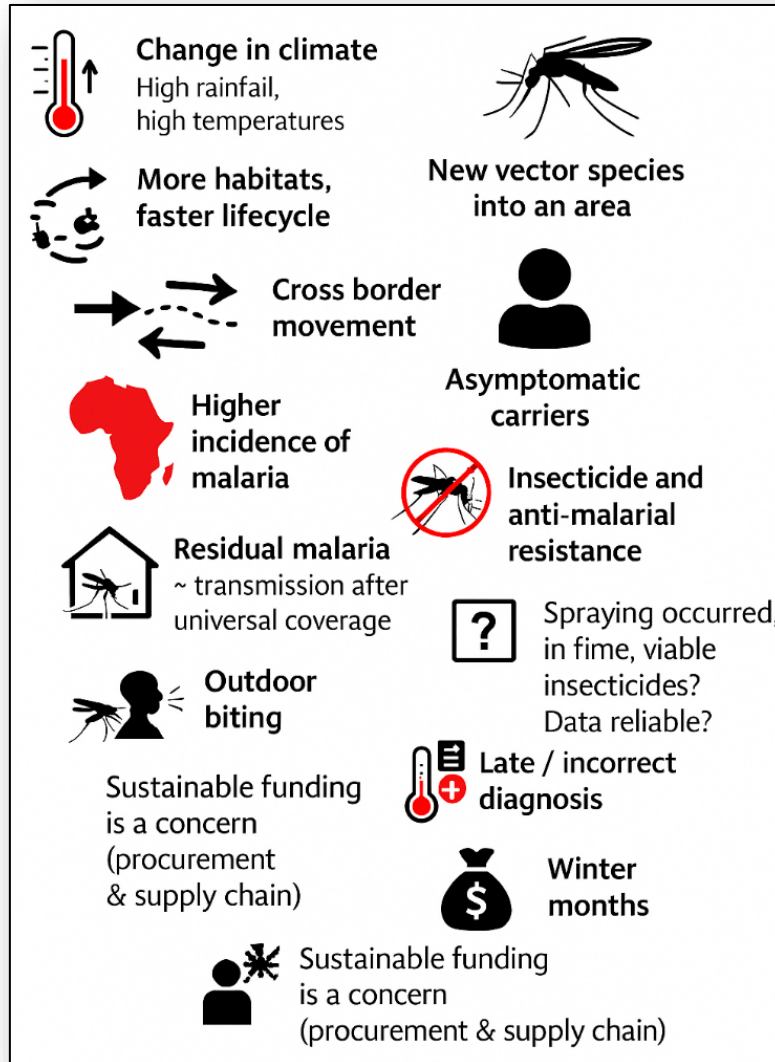 Change in climate
High rainfail,
high temperatures
New vector species
into an area
More habitats,
faster lifecycle
Cross border
movement
Asymptomatic
carriers
Higher
incidence of
malaria
Insecticide and
anti-malarial
resistance
Residual malaria
~ transmission after
universal coverage
?
Spraying occurred,
in fime, viable
insecticides?
Data reliable?
Outdoor
biting
Late / incorrect
diagnosis
Sustainable funding
is a concern
(procurement
& supply chain)
$
Winter
months
Sustainable funding
is a concern
(procurement & supply chain)